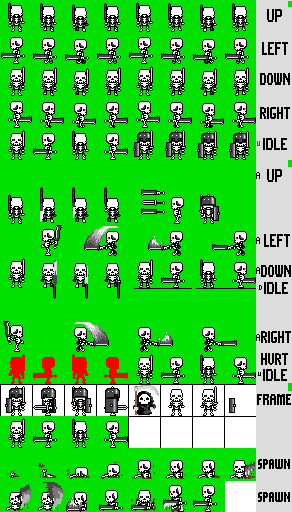 UP
LEFT
DOWN
RIGHT
U IDLE
A UP
A LEFT
A DOWN
D IDLE
A RIGHT
HURT
D IDLE
FRAME
SPAWN
SPAWN